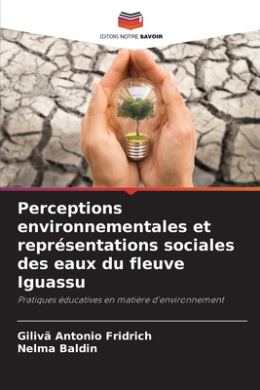 EDITIONS NOTRE SAVOIR
Perceptions
environnementales et
représentations sociales
des eaux du fleuve
Iguassu
Pratiques éducatives en matière d'environnement
Gilivã Antonio Fridrich
Nelma Baldin